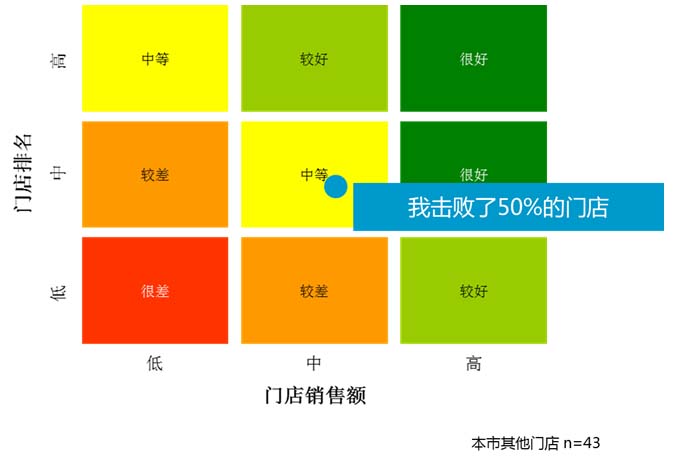 高
中等
较好
很好
门店排名
中
较差
中等
很好
我击败了50%的门店
低
很差
较差
较好
低
中
高
门店销售额
本市其他门店 n=43